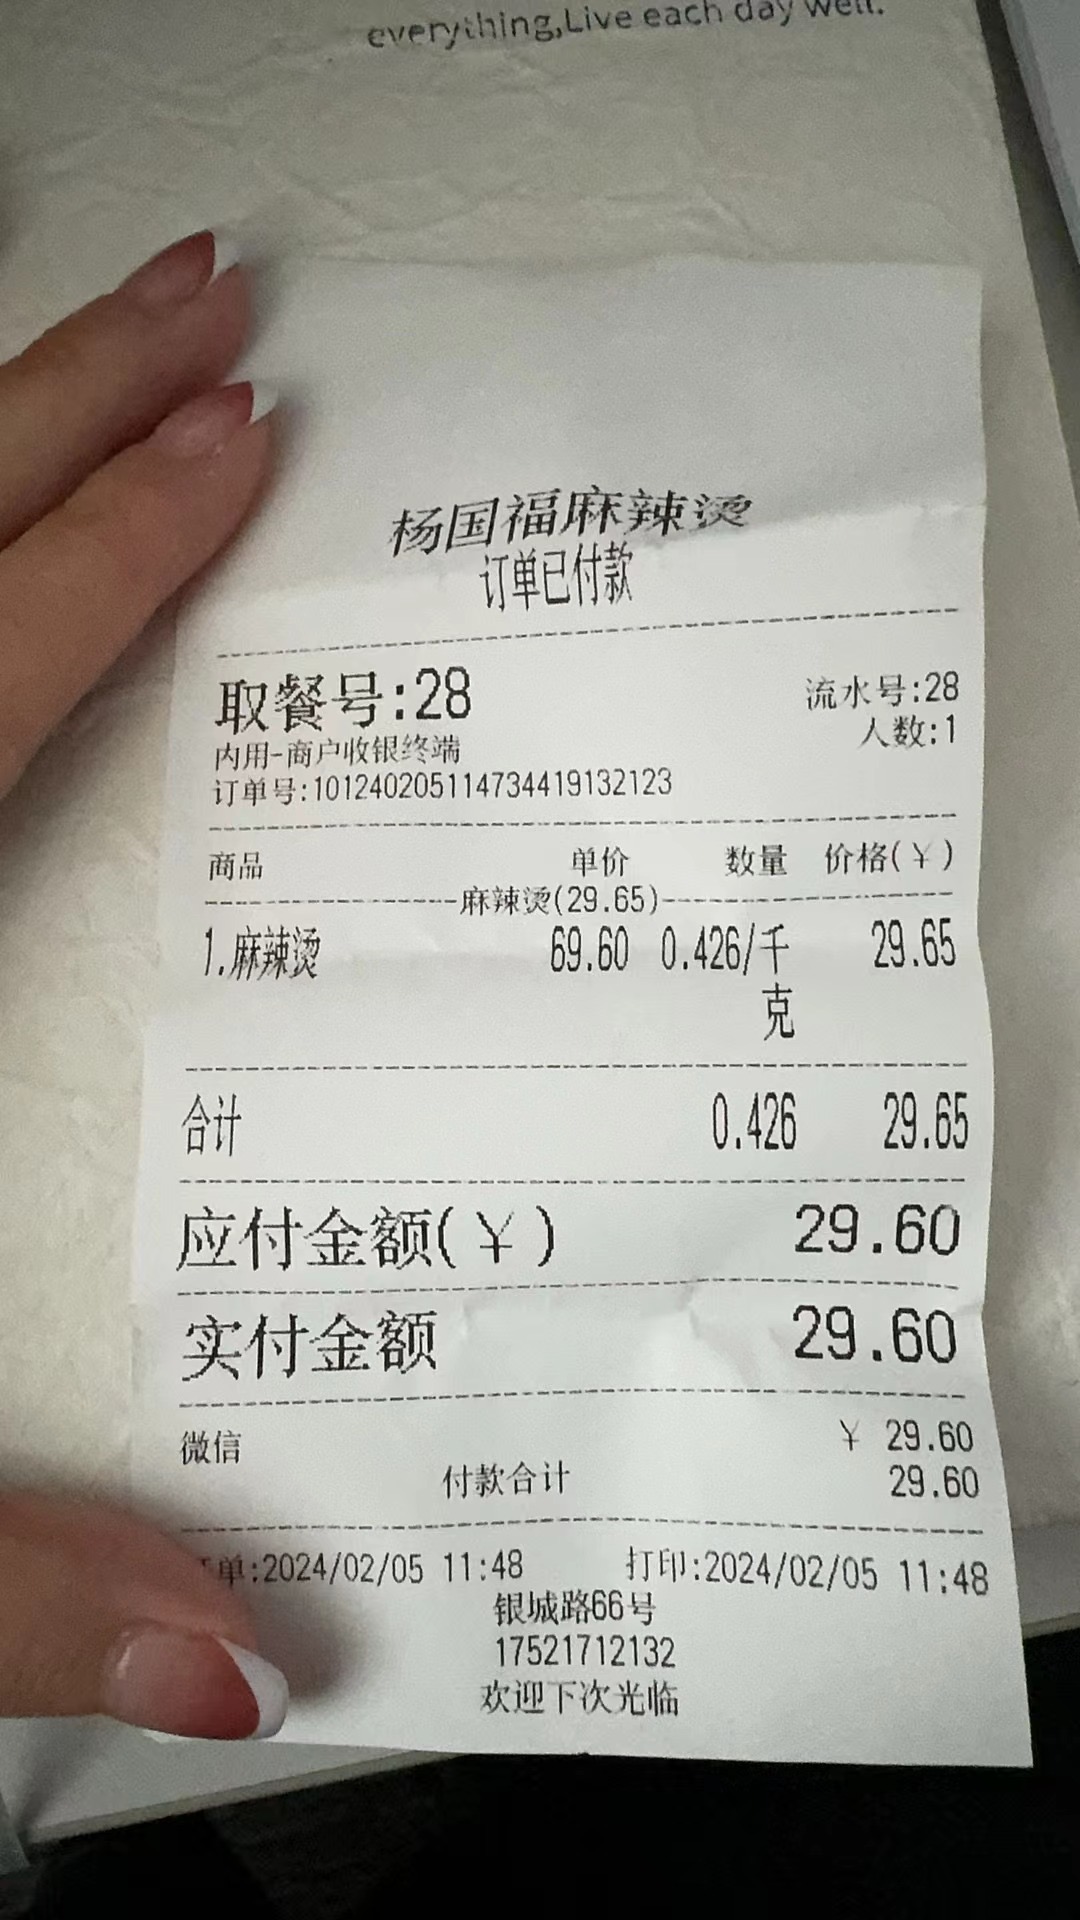 everything,Live each day well.
杨国福麻辣烫
订单已付款
取餐号:28
流水号:28
人数:1
内用-商户收银终端
订单号:101240205114734419132123
商品 单价 数量 价格(¥)
麻辣烫(29.65)
1.麻辣烫 69.60 0.426/千克 29.65
合计 0.426 29.65
应付金额(¥) 29.60
实付金额 29.60
微信 ¥ 29.60
付款合计 29.60
单:2024/02/05 11:48 打印:2024/02/05 11:48
银城路66号
17521712132
欢迎下次光临